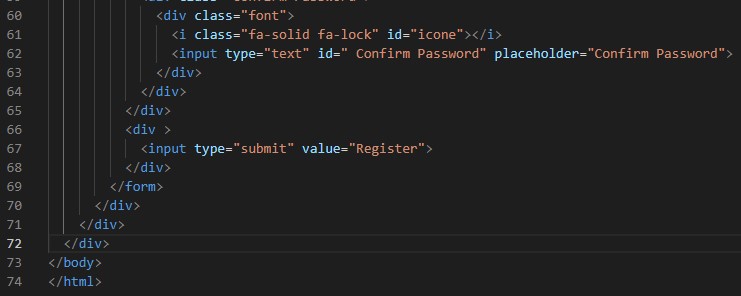 60 <div class="font">
61 <i class="fa-solid fa-lock" id="icone"></i>
62 <input type="text" id=" Confirm Password" placeholder="Confirm Password">
63 </div>
64 </div>
65 </div>
66 <div >
67 <input type="submit" value="Register">
68 </div>
69 </form>
70 </div>
71 </div>
72 </div>
73 </body>
74 </html>